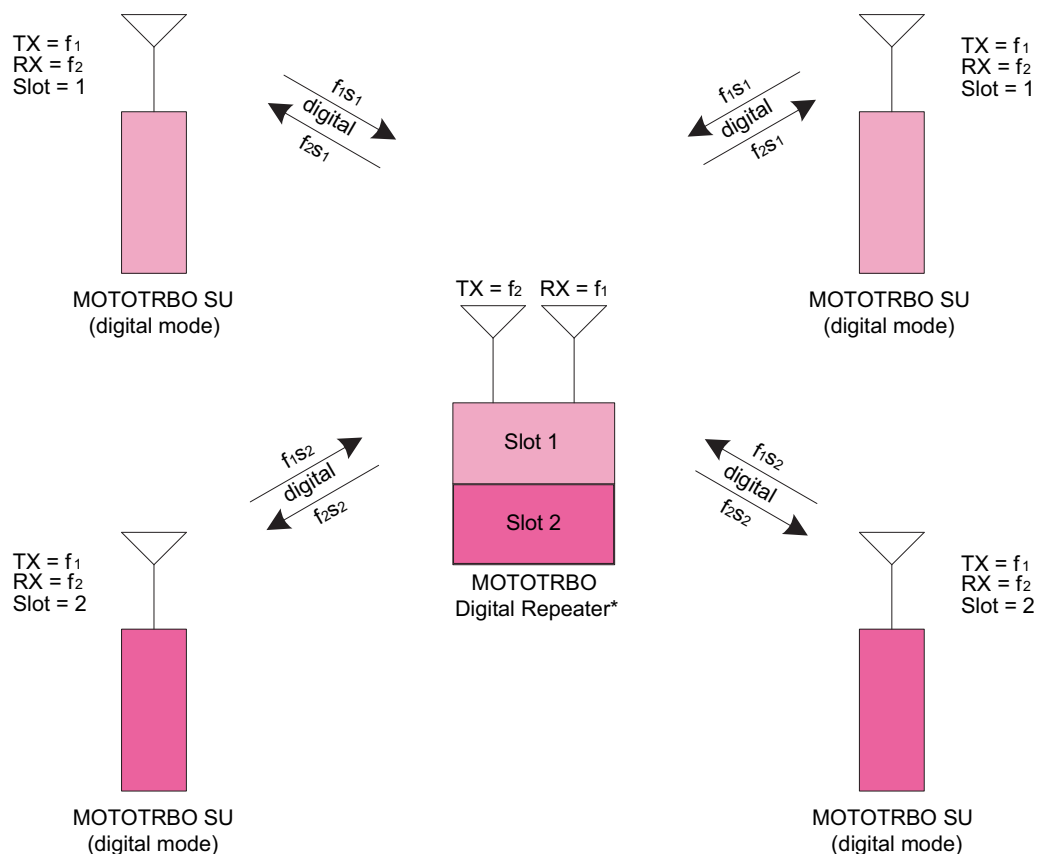 TX = f1
RX = f2
Slot = 1
f1s1
digital
f2s1
MOTOTRBO SU
(digital mode)
f1s1
digital
f2s1
TX = f1
RX = f2
Slot = 1
MOTOTRBO SU
(digital mode)
TX = f2 RX = f1
Slot 1
Slot 2
MOTOTRBO
Digital Repeater*
TX = f1
RX = f2
Slot = 2
f1s2
digital
f2s2
MOTOTRBO SU
(digital mode)
f1s2
digital
f2s2
TX = f1
RX = f2
Slot = 2
MOTOTRBO SU
(digital mode)